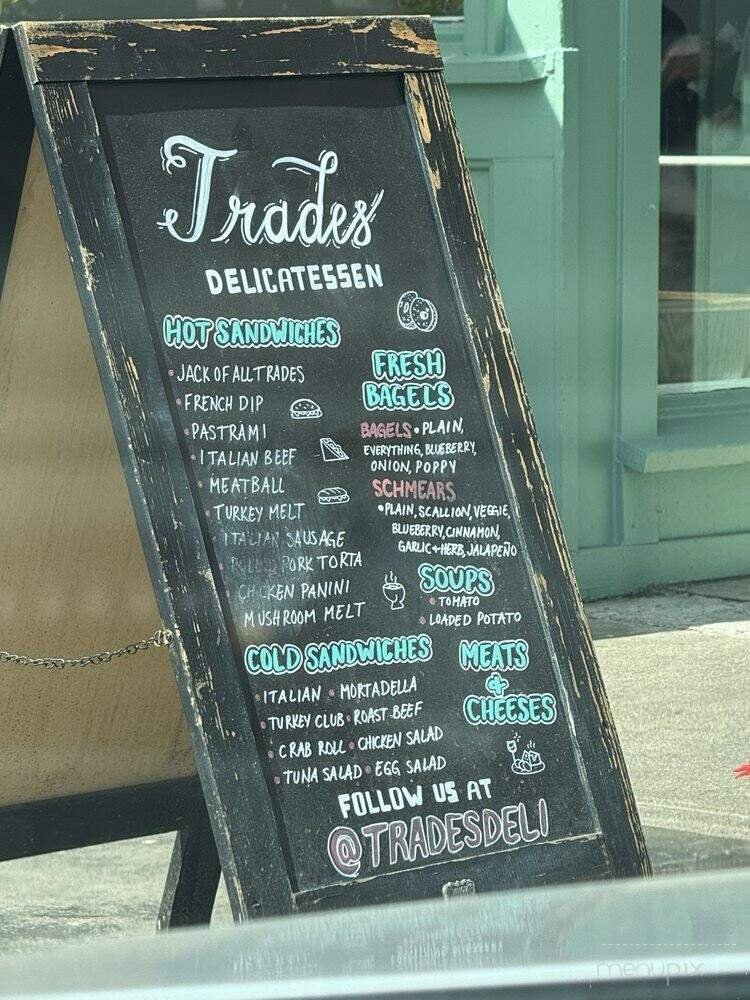 Trades
DELICATESSEN
HOT SANDWICHES
• JACK OF ALL TRADES
• FRENCH DIP
• PASTRAMI
• ITALIAN BEEF
• MEATBALL
• TURKEY MELT
ITALIAN SAUSAGE
PULLED PORK TORTA
CHICKEN PANINI
MUSHROOM MELT
FRESH
BAGELS
BAGELS • PLAIN,
EVERYTHING, BLUEBERRY,
ONION, POPPY
SCHMEARS
• PLAIN, SCALLION, VEGGIE,
BLUEBERRY, CINNAMON,
GARLIC + HERB, JALAPEÑO
SOUPS
• TOMATO
• LOADED POTATO
COLD SANDWICHES
• ITALIAN • MORTADELLA
• TURKEY CLUB • ROAST BEEF
• CRAB ROLL • CHICKEN SALAD
• TUNA SALAD • EGG SALAD
MEATS
&
CHEESES
FOLLOW US AT
@TRADESDELI
menupix